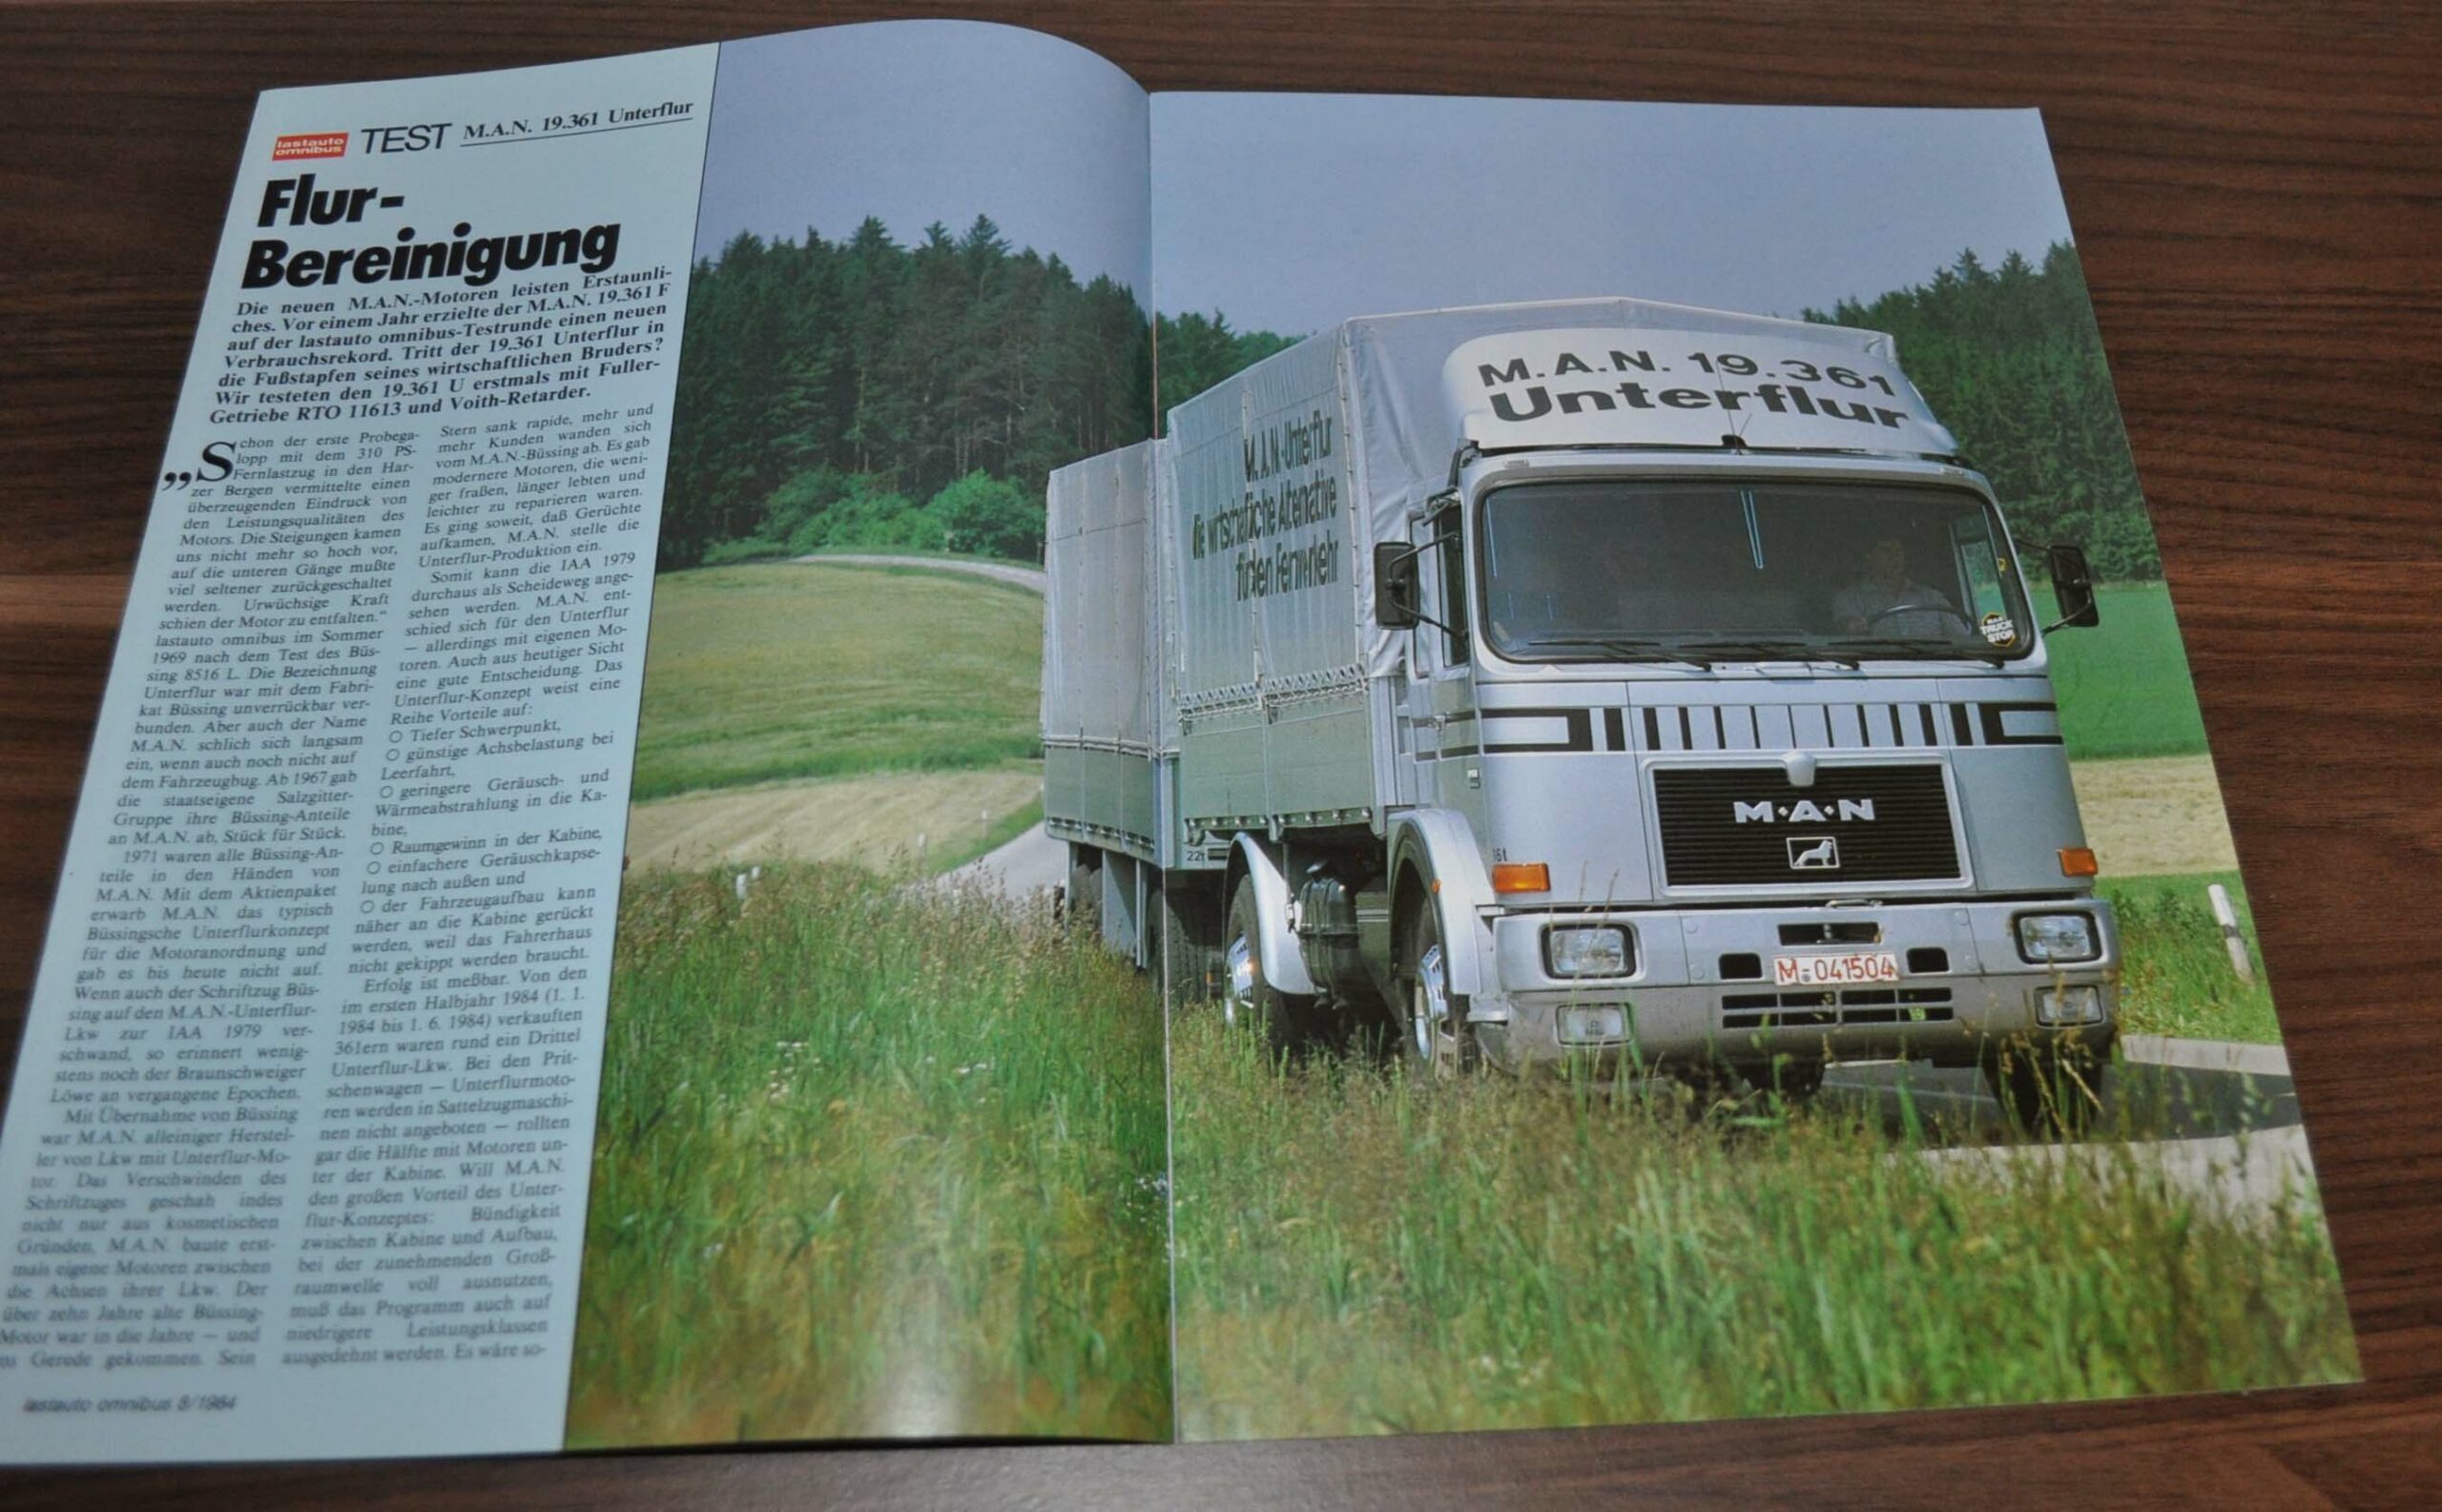 lastauto
omnibus
TEST M.A.N. 19.361 Unterflur
Flur-
Bereinigung
Die neuen M.A.N.-Motoren leisten Erstaunli-
ches. Vor einem Jahr erzielte der M.A.N. 19.361 F
auf der lastauto omnibus-Testrunde einen neuen
Verbrauchsrekord. Tritt der 19.361 Unterflur in
die Fußstapfen seines wirtschaftlichen Bruders?
Wir testeten den 19.361 U erstmals mit Fuller-
Getriebe RTO 11613 und Voith-Retarder.
„Schon der erste Probega-
lopp mit dem 310 PS-
Fernlastzug in den Har-
zer Bergen vermittelte einen
überzeugenden Eindruck von
den Leistungsqualitäten des
Motors. Die Steigungen kamen
uns nicht mehr so hoch vor,
auf die unteren Gänge mußte
viel seltener zurückgeschaltet
werden. Urwüchsige Kraft
schien der Motor zu entfalten.“
lastauto omnibus im Sommer
1969 nach dem Test des Büs-
sing 8516 L. Die Bezeichnung
Unterflur war mit dem Fabri-
kat Büssing unverrückbar ver-
bunden. Aber auch der Name
M.A.N. schlich sich langsam
ein, wenn auch noch nicht auf
dem Fahrzeugbug. Ab 1967 gab
die staatseigene Salzgitter-
Gruppe ihre Büssing-Anteile
an M.A.N. ab, Stück für Stück.
1971 waren alle Büssing-An-
teile in den Händen von
M.A.N. Mit dem Aktienpaket
erwarb M.A.N. das typisch
Büssingsche Unterflurkonzept
für die Motoranordnung und
gab es bis heute nicht auf.
Wenn auch der Schriftzug Büs-
sing auf den M.A.N.-Unterflur-
Lkw zur IAA 1979 ver-
schwand, so erinnert wenig-
stens noch der Braunschweiger
Löwe an vergangene Epochen.
Mit Übernahme von Büssing
war M.A.N. alleiniger Herstel-
ler von Lkw mit Unterflur-Mo-
tor. Das Verschwinden des
Schriftzuges geschah indes
nicht nur aus kosmetischen
Gründen. M.A.N. baute erst-
mals eigene Motoren zwischen
die Achsen ihrer Lkw. Der
über zehn Jahre alte Büssing-
Motor war in die Jahre — und
ins Gerede gekommen. Sein
Stern sank rapide, mehr und
mehr Kunden wanden sich
vom M.A.N.-Büssing ab. Es gab
modernere Motoren, die weni-
ger fraßen, länger lebten und
leichter zu reparieren waren.
Es ging soweit, daß Gerüchte
aufkamen, M.A.N. stelle die
Unterflur-Produktion ein.
Somit kann die IAA 1979
durchaus als Scheideweg ange-
sehen werden. M.A.N. ent-
schied sich für den Unterflur
— allerdings mit eigenen Mo-
toren. Auch aus heutiger Sicht
eine gute Entscheidung. Das
Unterflur-Konzept weist eine
Reihe Vorteile auf:
O Tiefer Schwerpunkt,
O günstige Achsbelastung bei
Leerfahrt,
O geringere Geräusch- und
Wärmeabstrahlung in die Ka-
bine,
O Raumgewinn in der Kabine,
O einfachere Geräuschkapse-
lung nach außen und
O der Fahrzeugaufbau kann
näher an die Kabine gerückt
werden, weil das Fahrerhaus
nicht gekippt werden braucht.
Erfolg ist meßbar. Von den
im ersten Halbjahr 1984 (1. 1.
1984 bis 1. 6. 1984) verkauften
361ern waren rund ein Drittel
Unterflur-Lkw. Bei den Prit-
schenwagen — Unterflurmoto-
ren werden in Sattelzugmaschi-
nen nicht angeboten — rollten
gar die Hälfte mit Motoren un-
ter der Kabine. Will M.A.N.
den großen Vorteil des Unter-
flur-Konzeptes: Bündigkeit
zwischen Kabine und Aufbau,
bei der zunehmenden Groß-
raumwelle voll ausnutzen,
muß das Programm auch auf
niedrigere Leistungsklassen
ausgedehnt werden. Es wäre so-
lastauto omnibus 8/1984
M.A.N.-Unterflur
die wirtschaftliche Alternative
für den Fernverkehr
M.A.N. 19.361
Unterflur
TRUCK
STOP
M·A·N
22t
16t
M-041504